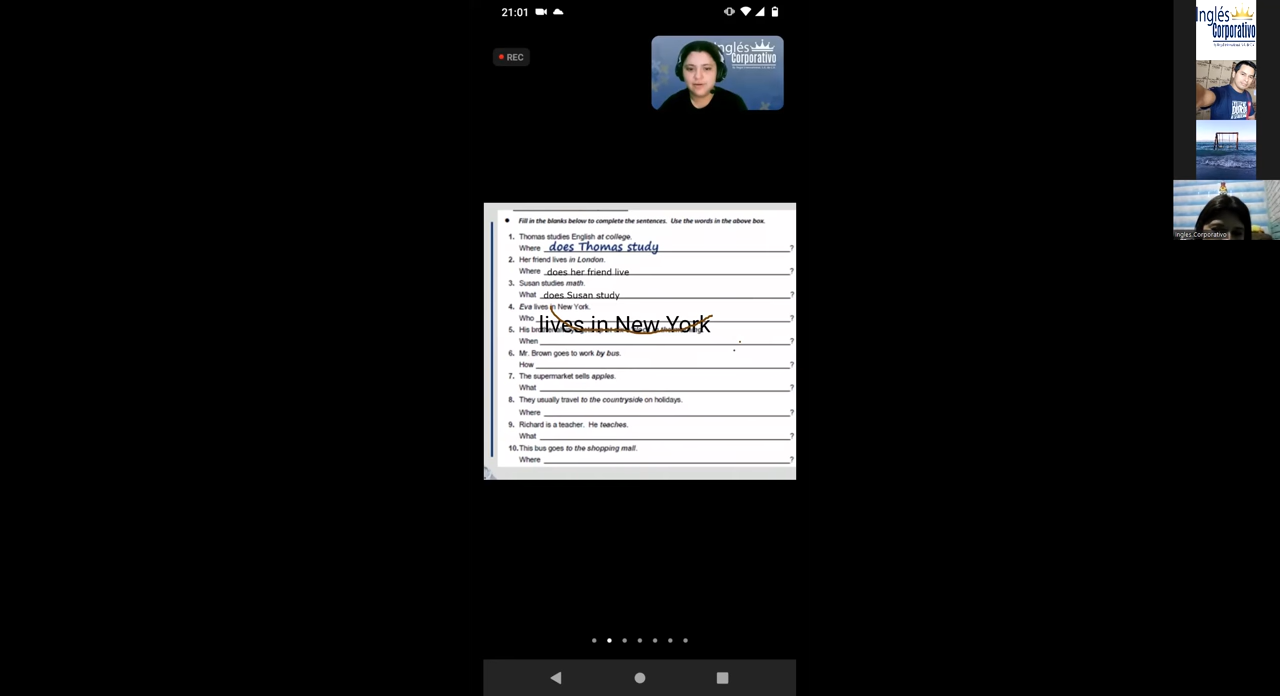 21:01
REC
Inglés
Corporativo
Inglés
Corporativo
Inglés Corporativo
Fill in the blanks below to complete the sentences. Use the words in the above box.
1. Thomas studies English at college.
Where does Thomas study ?
2. Her friend lives in London.
Where does her friend live ?
3. Susan studies math.
What does Susan study ?
4. Eva lives in New York.
Who lives in New York ?
5. His
When ?
6. Mr. Brown goes to work by bus.
How ?
7. The supermarket sells apples.
What ?
8. They usually travel to the countryside on holidays.
Where ?
9. Richard is a teacher. He teaches.
What ?
10. This bus goes to the shopping mall.
Where ?